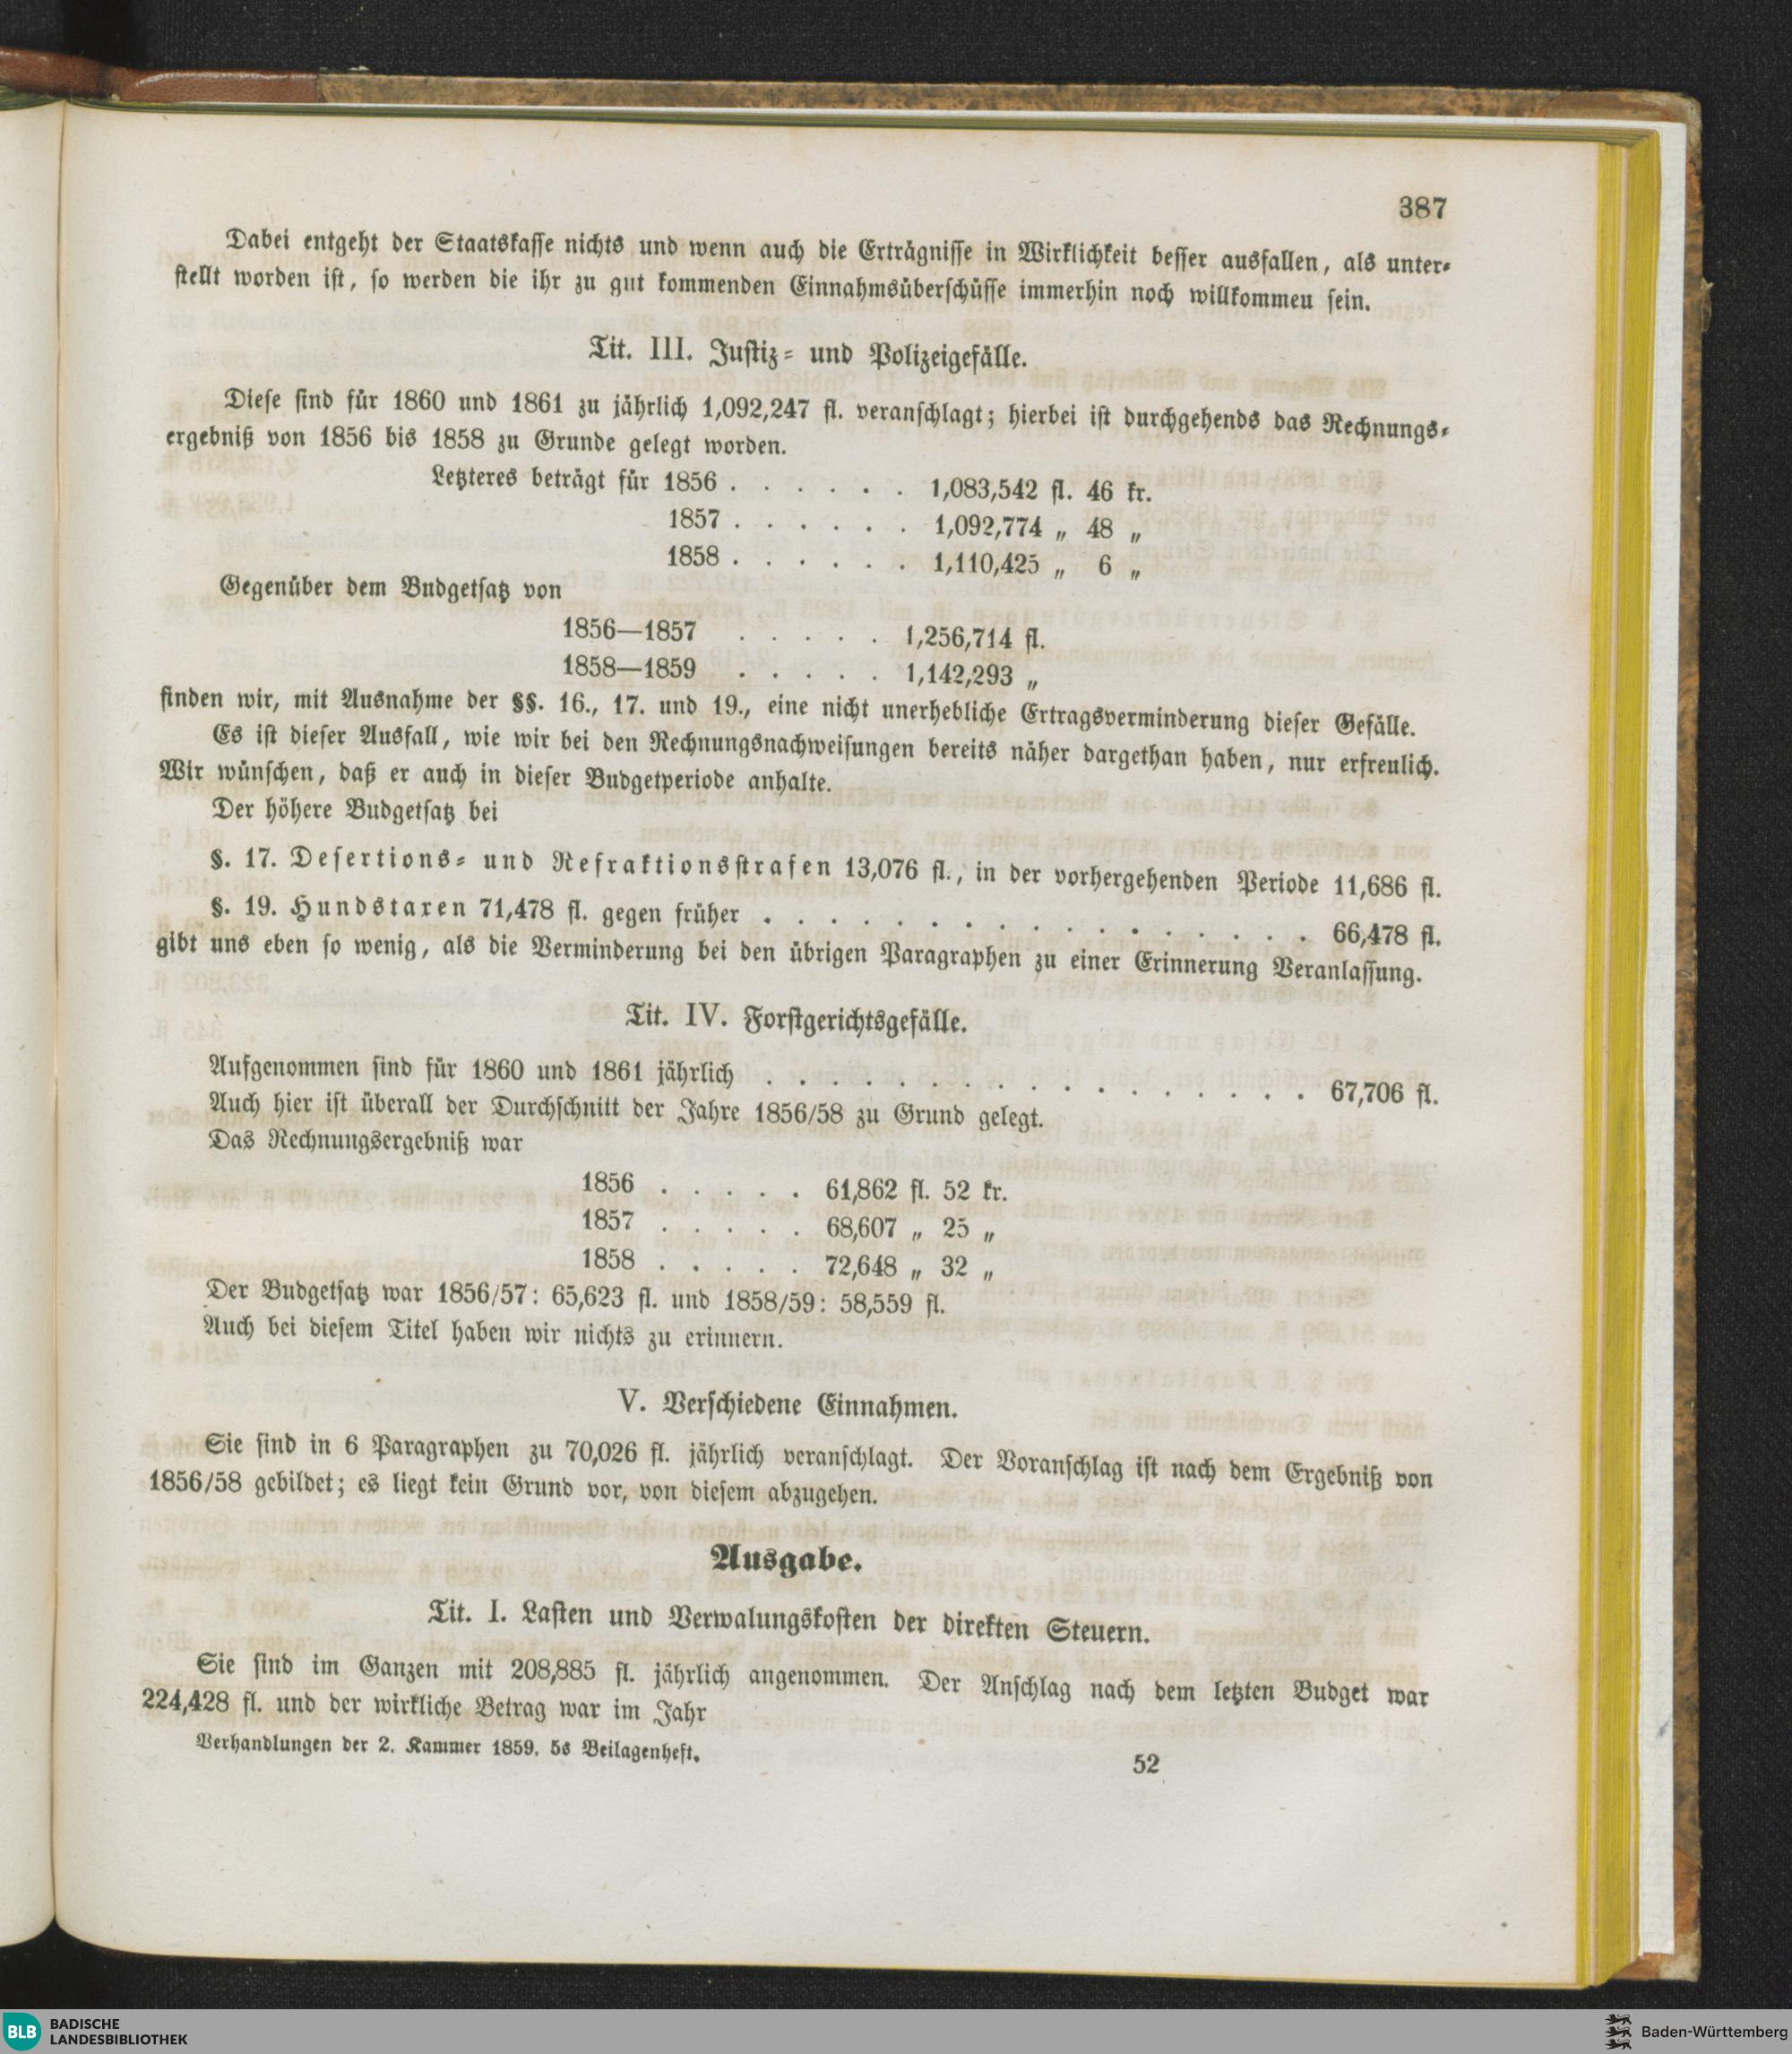 387
Dabei entgeht der Staatskasse nichts und wenn auch die Erträgnisse in Wirklichkeit besser ausfallen, als unter-
stellt worden ist, so werden die ihr zu gut kommenden Einnahmsüberschüsse immerhin noch willkommeu sein.
Tit. III. Justiz- und Polizeigefälle.
Diese sind für 1860 und 1861 zu jährlich 1,092,247 fl. veranschlagt; hierbei ist durchgehends das Rechnungs-
ergebniß von 1856 bis 1858 zu Grunde gelegt worden.
Letzteres beträgt für 1856 . . . . . . 1,083,542 fl. 46 kr.
1857 . . . . . . 1,092,774 „ 48 „
1858 . . . . . . 1,110,425 „ 6 „
Gegenüber dem Budgetsatz von
1856—1857 . . . . . 1,256,714 fl.
1858—1859 . . . . . 1,142,293 „
finden wir, mit Ausnahme der §§. 16., 17. und 19., eine nicht unerhebliche Ertragsverminderung dieser Gefälle.
Es ist dieser Ausfall, wie wir bei den Rechnungsnachweisungen bereits näher dargethan haben, nur erfreulich.
Wir wünschen, daß er auch in dieser Budgetperiode anhalte.
Der höhere Budgetsatz bei
§. 17. Desertions- und Refraktionsstrafen 13,076 fl., in der vorhergehenden Periode 11,686 fl.
§. 19. Hundstaxen 71,478 fl. gegen früher . . . . . . . . . . . . . . . . . 66,478 fl.
gibt uns eben so wenig, als die Verminderung bei den übrigen Paragraphen zu einer Erinnerung Veranlassung.
Tit. IV. Forstgerichtsgefälle.
Aufgenommen sind für 1860 und 1861 jährlich . . . . . . . . . . . . . . . . . 67,706 fl.
Auch hier ist überall der Durchschnitt der Jahre 1856/58 zu Grund gelegt.
Das Rechnungsergebniß war
1856 . . . . . 61,862 fl. 52 kr.
1857 . . . . . 68,607 „ 25 „
1858 . . . . . 72,648 „ 32 „
Der Budgetsatz war 1856/57: 65,623 fl. und 1858/59: 58,559 fl.
Auch bei diesem Titel haben wir nichts zu erinnern.
V. Verschiedene Einnahmen.
Sie sind in 6 Paragraphen zu 70,026 fl. jährlich veranschlagt. Der Voranschlag ist nach dem Ergebniß von
1856/58 gebildet; es liegt kein Grund vor, von diesem abzugehen.
Ausgabe.
Tit. I. Lasten und Verwalungskosten der direkten Steuern.
Sie sind im Ganzen mit 208,885 fl. jährlich angenommen. Der Anschlag nach dem letzten Budget war
224,428 fl. und der wirkliche Betrag war im Jahr
Verhandlungen der 2. Kammer 1859. 5s Beilagenheft.
52
BLB BADISCHE
LANDESBIBLIOTHEK
Baden-Württemberg